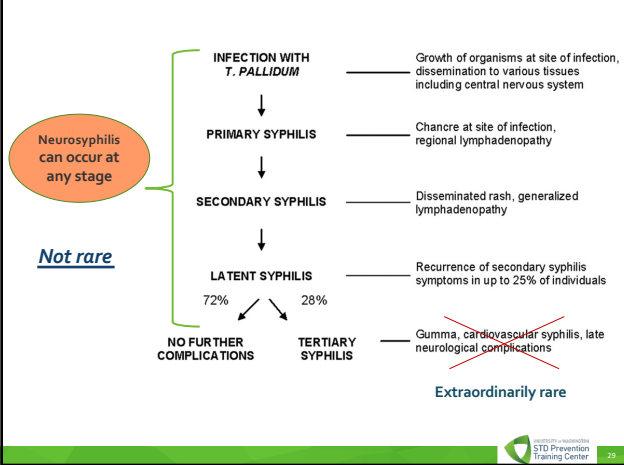 INFECTION WITH
T. PALLIDUM
Growth of organisms at site of infection,
dissemination to various tissues
including central nervous system
Neurosyphilis
can occur at
any stage
PRIMARY SYPHILIS
Chancre at site of infection,
regional lymphadenopathy
SECONDARY SYPHILIS
Disseminated rash, generalized
lymphadenopathy
Not rare
LATENT SYPHILIS
Recurrence of secondary syphilis
symptoms in up to 25% of individuals
72%
28%
NO FURTHER
COMPLICATIONS
TERTIARY
SYPHILIS
Gumma, cardiovascular syphilis, late
neurological complications
Extraordinarily rare
UNIVERSITY of WASHINGTON
STD Prevention
Training Center
29